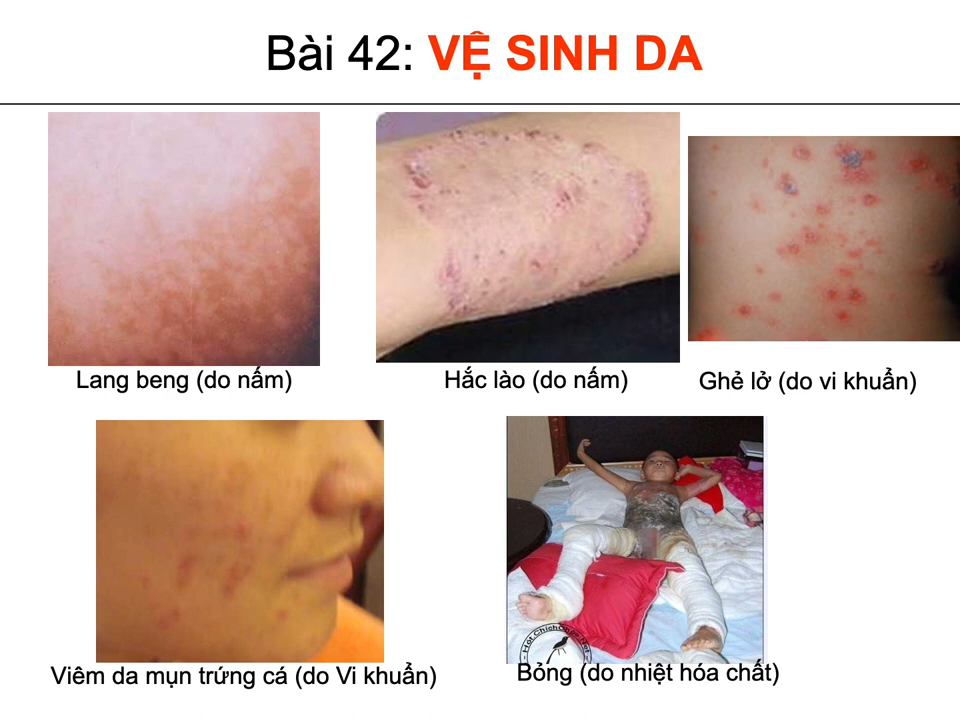 Bài 42: VỆ SINH DA
Lang beng (do nấm)
Hắc lào (do nấm)
Ghẻ lở (do vi khuẩn)
Viêm da mụn trứng cá (do Vi khuẩn)
Bỏng (do nhiệt hóa chất)